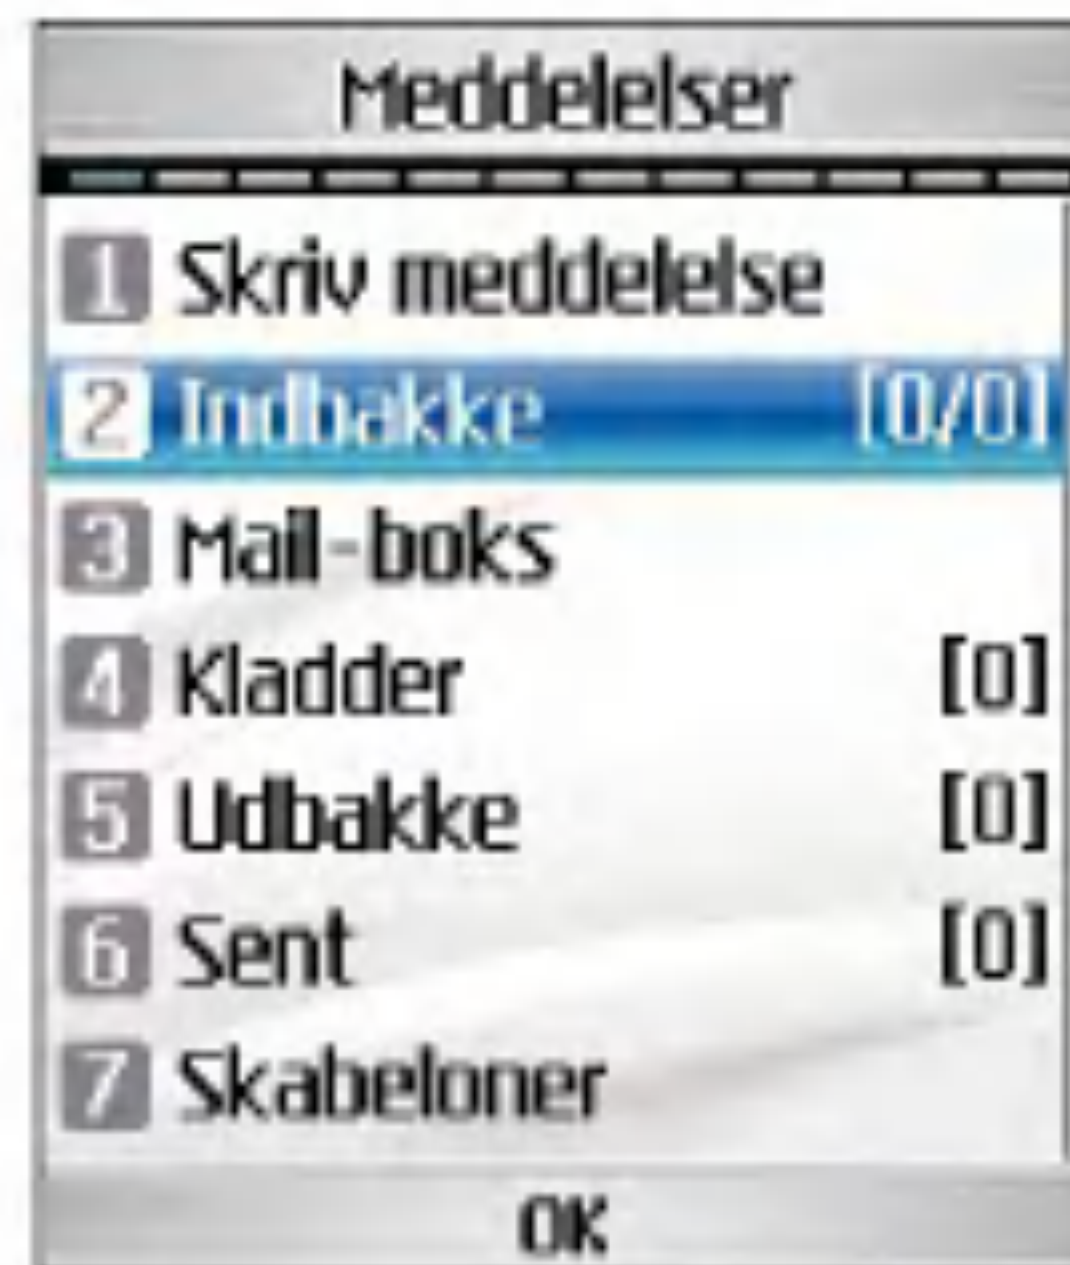 Meddelelser
1 Skriv meddelelse
2 Indbakke [0/0]
3 Mail-boks
4 Kladder [0]
5 Udbakke [0]
6 Sent [0]
7 Skabeloner
OK